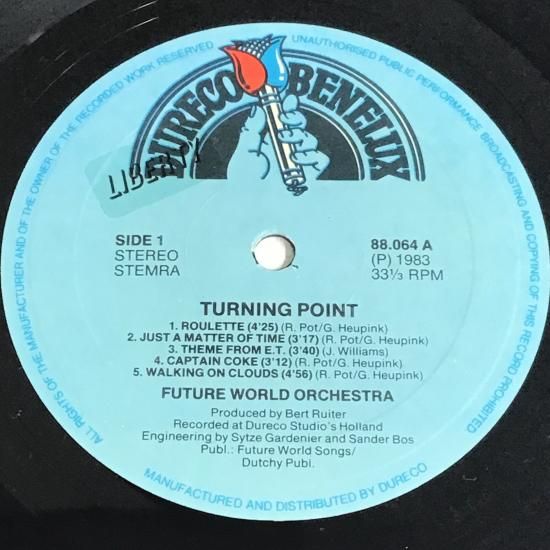 ALL RIGHTS OF THE MANUFACTURER AND OF THE OWNER OF THE RECORDED WORK RESERVED
UNAUTHORISED PUBLIC PERFORMANCE BROADCASTING AND COPYING OF THIS RECORD PROHIBITED
DURECO BENELUX
LIBERTY
SIDE 1
STEREO
STEMRA
88.064 A
(P) 1983
33⅓ RPM
TURNING POINT
1. ROULETTE (4'25) (R. Pot/G. Heupink)
2. JUST A MATTER OF TIME (3'17) (R. Pot/G. Heupink)
3. THEME FROM E.T. (3'40) (J. Williams)
4. CAPTAIN COKE (3'12) (R. Pot/G. Heupink)
5. WALKING ON CLOUDS (4'56) (R. Pot/G. Heupink)
FUTURE WORLD ORCHESTRA
Produced by Bert Ruiter
Recorded at Dureco Studio's Holland
Engineering by Sytze Gardenier and Sander Bos
Publ.: Future World Songs/
Dutchy Publ.
MANUFACTURED AND DISTRIBUTED BY DURECO